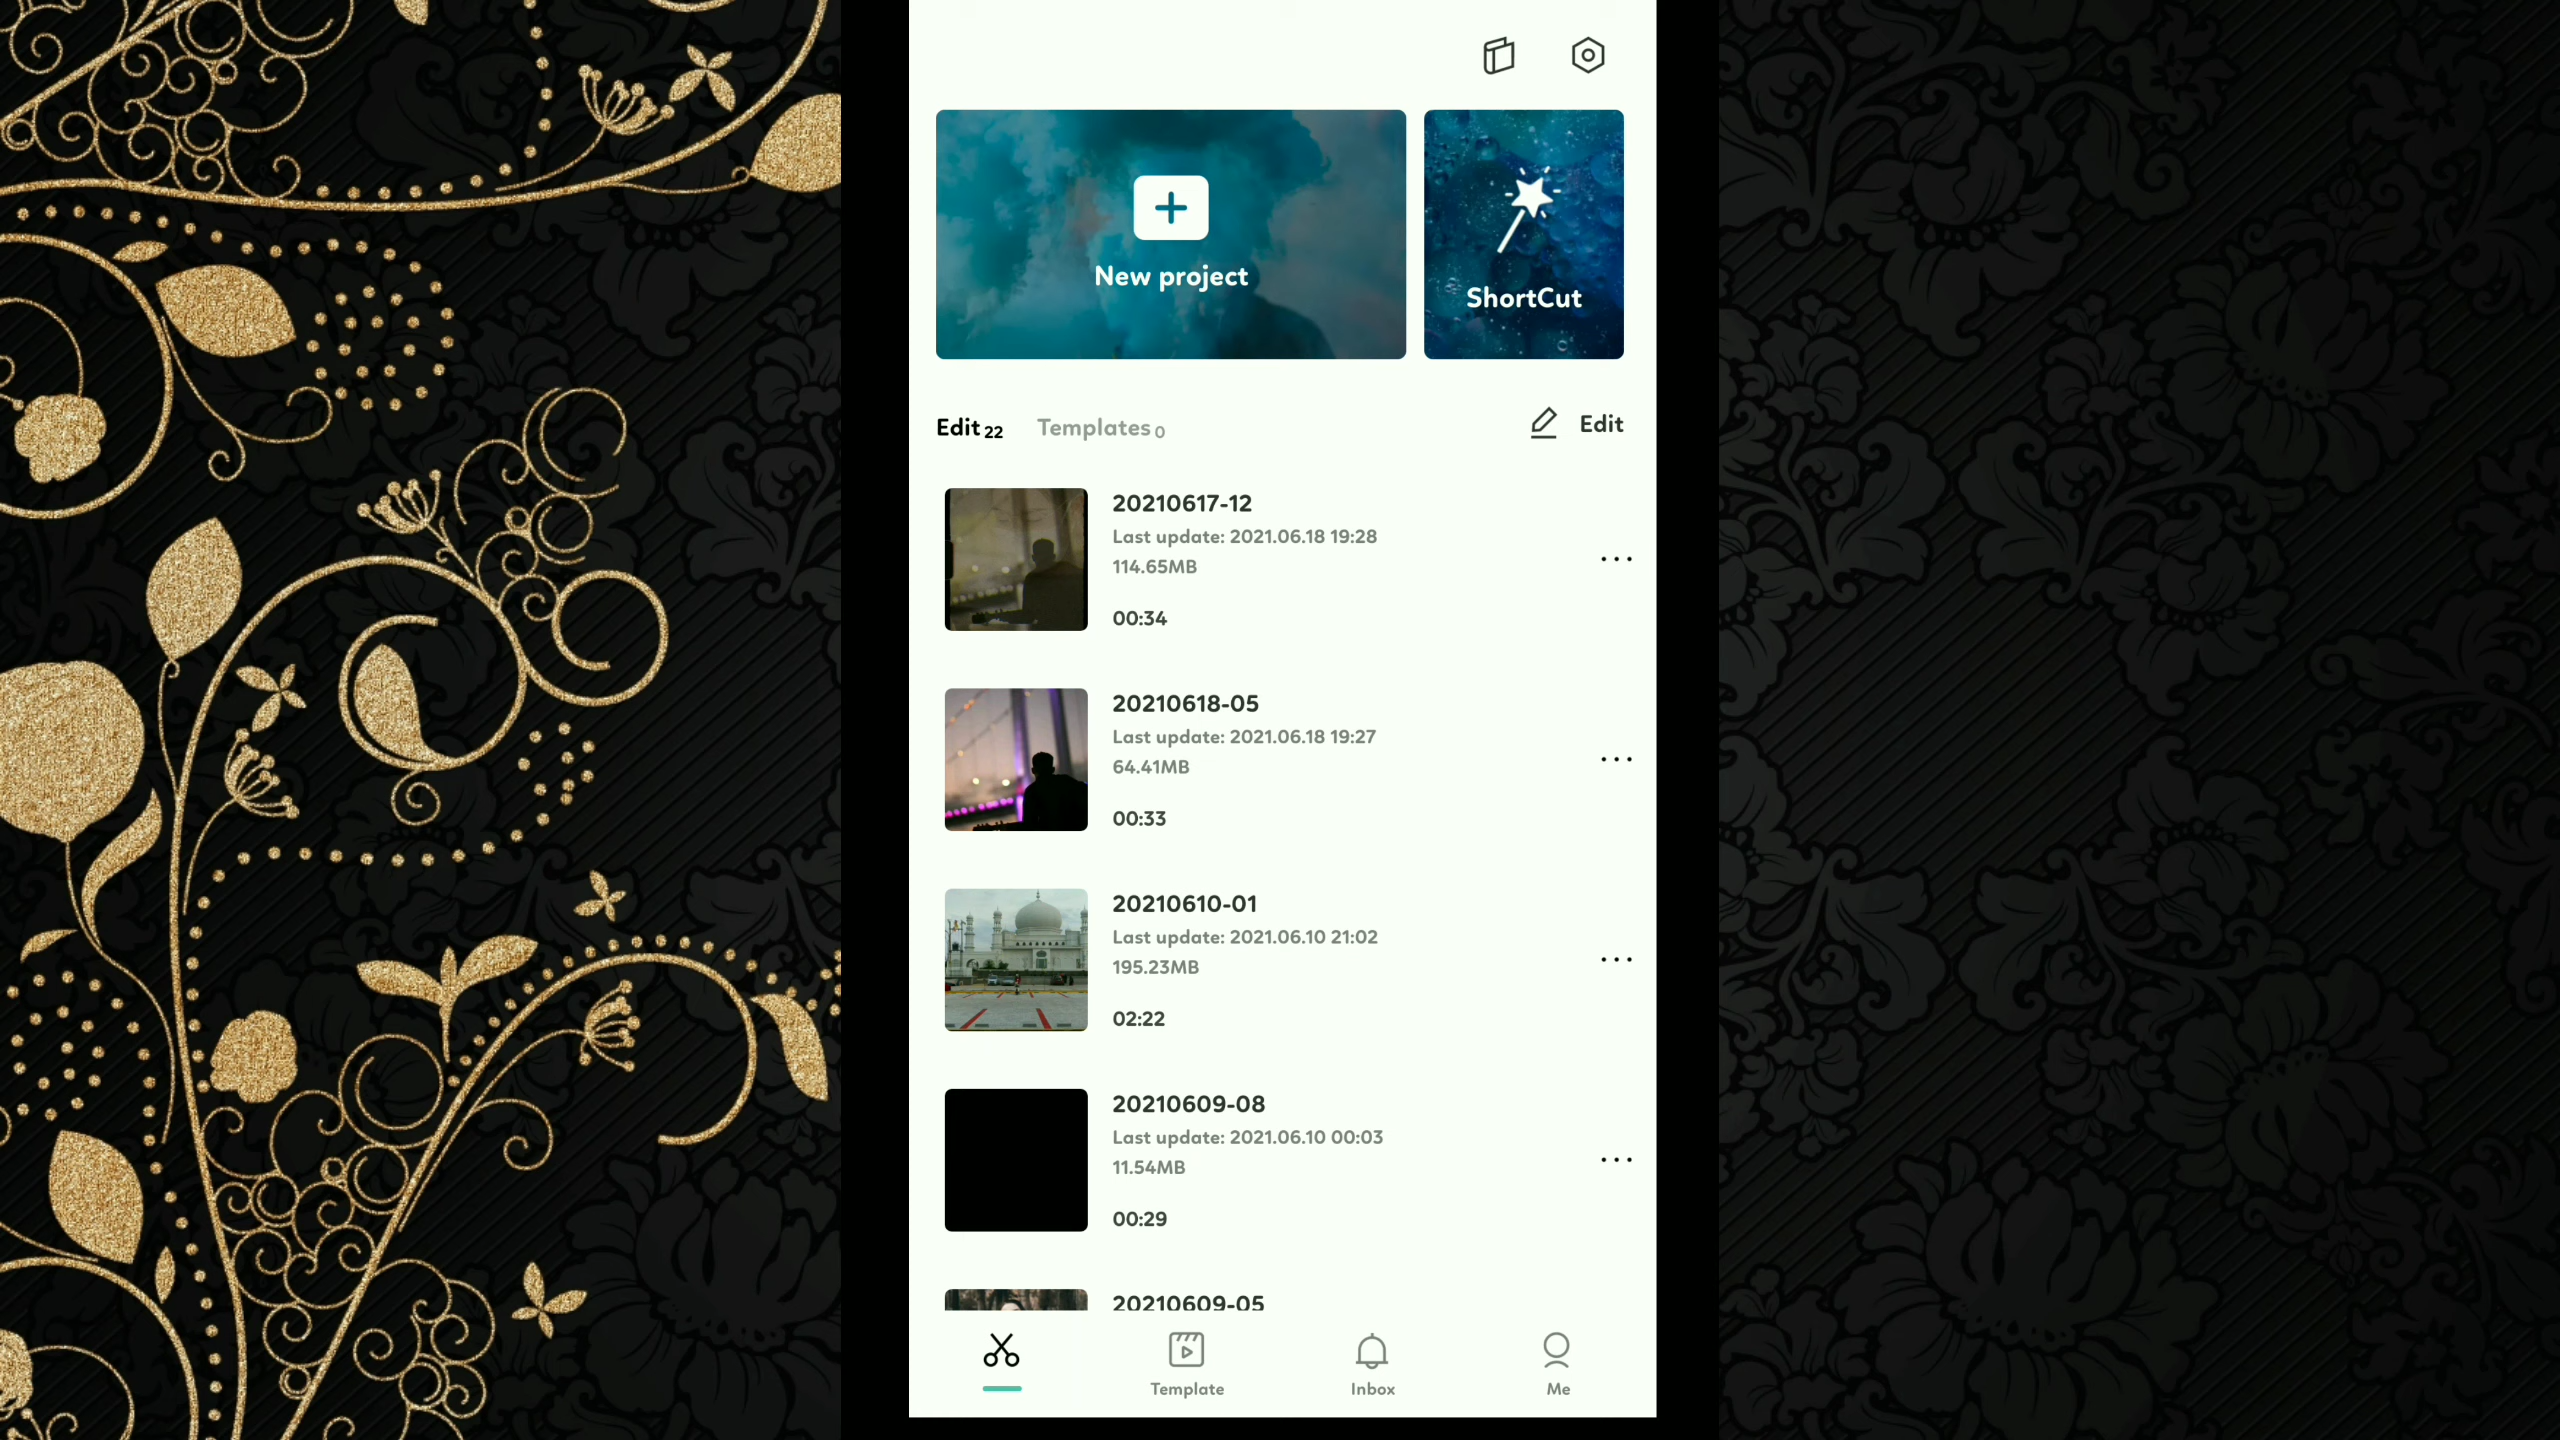 New project
ShortCut
Edit 22
Templates 0
Edit
20210617-12
Last update: 2021.06.18 19:28
114.65MB
00:34
20210618-05
Last update: 2021.06.18 19:27
64.41MB
00:33
20210610-01
Last update: 2021.06.10 21:02
195.23MB
02:22
20210609-08
Last update: 2021.06.10 00:03
11.54MB
00:29
20210609-05
Template
Inbox
Me